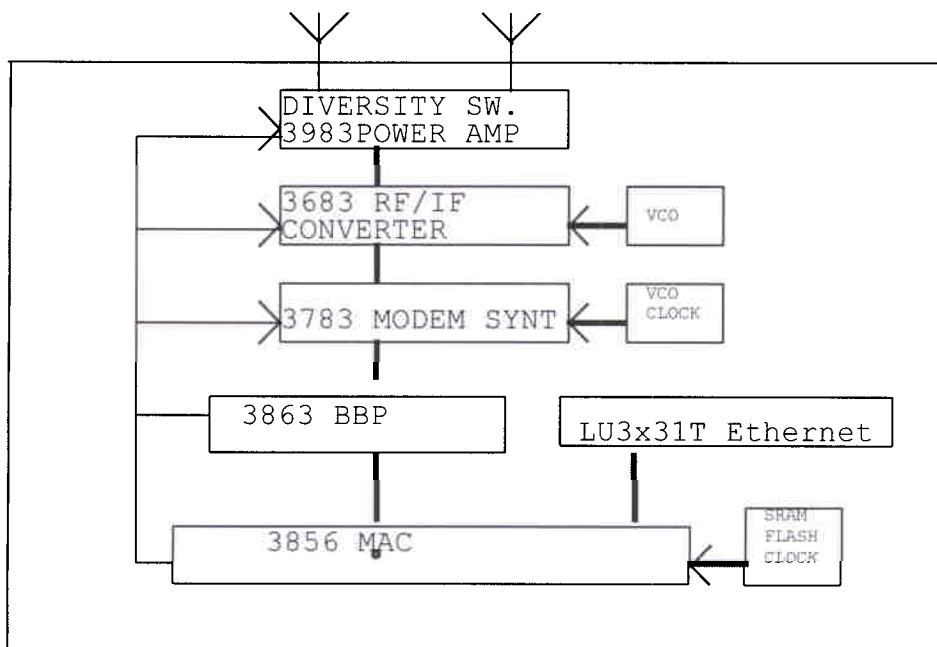 DIVERSITY SW.
3983POWER AMP
3683 RF/IF
CONVERTER
VCO
3783 MODEM SYNT
VCO
CLOCK
3863 BBP
LU3x31T Ethernet
3856 MAC
SRAM
FLASH
CLOCK